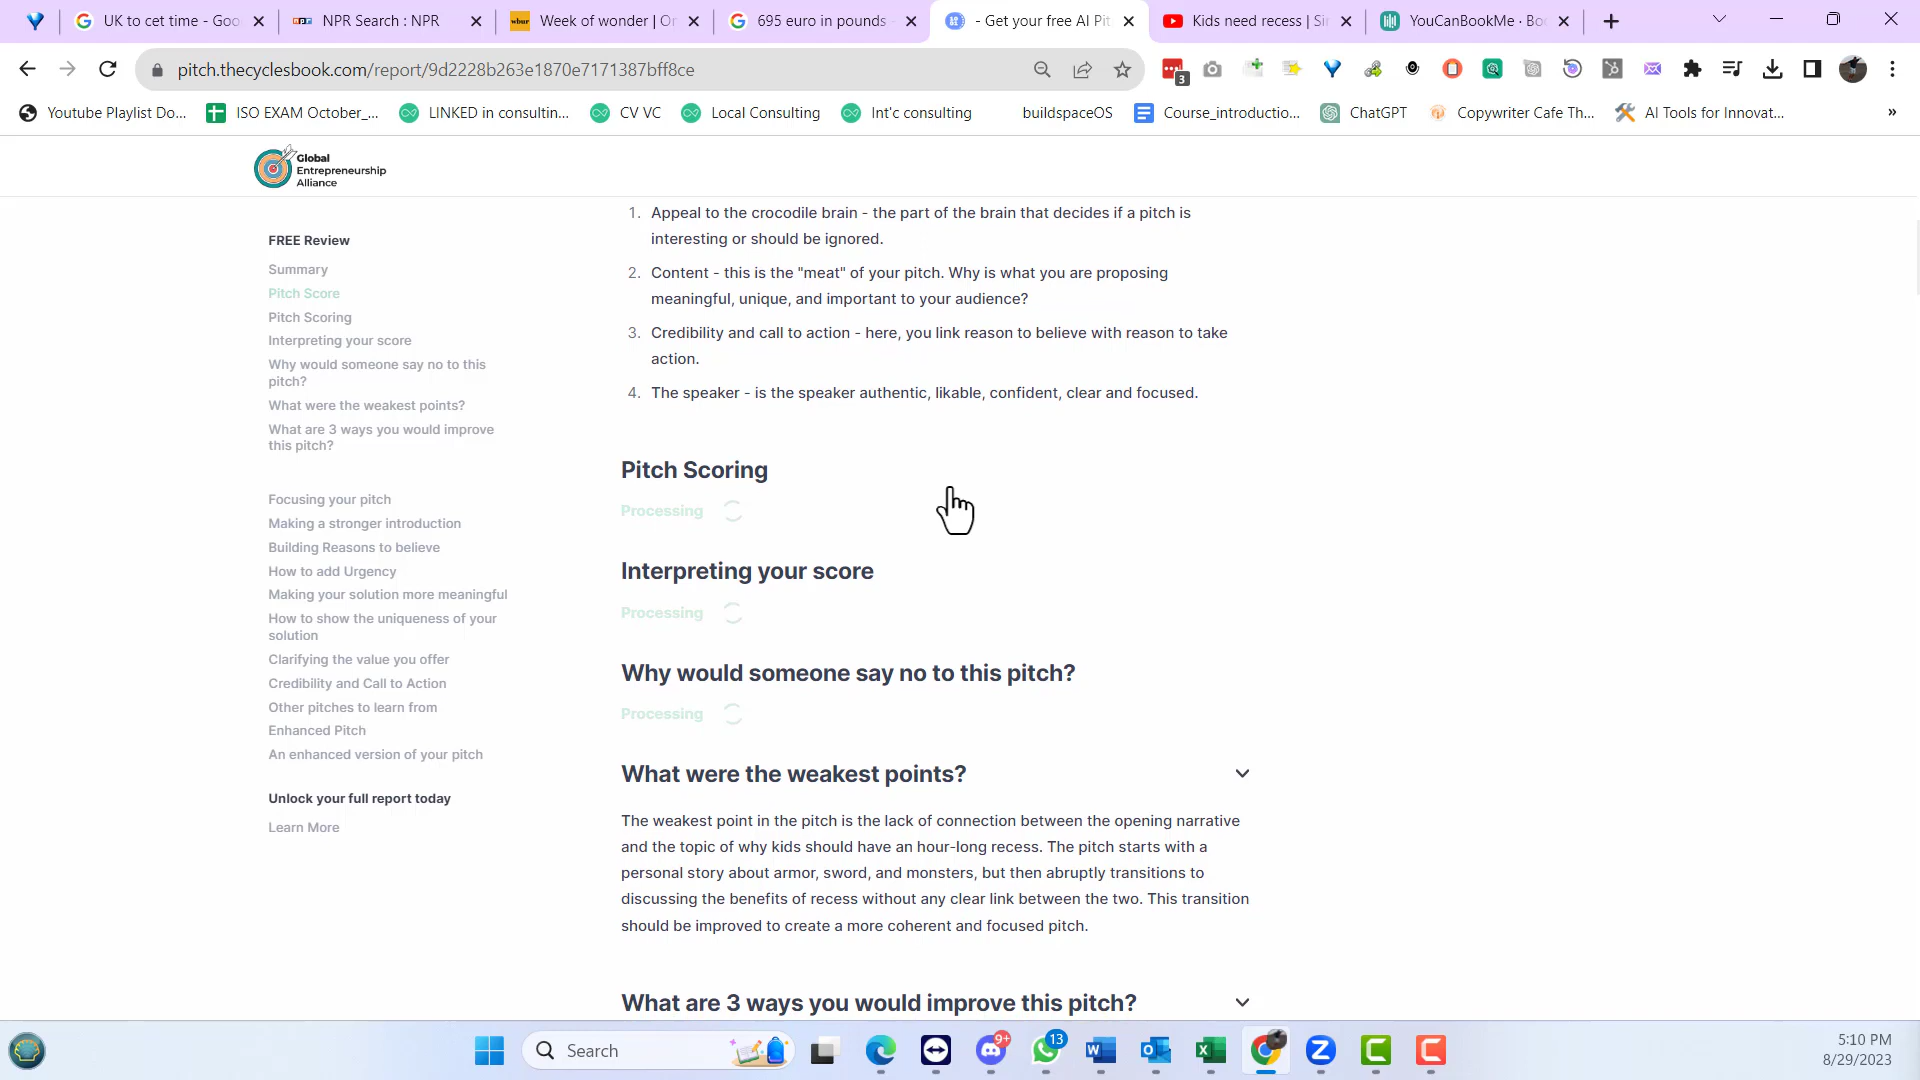 UK to cet time - Goo
NPR Search : NPR
wbur
Week of wonder | On
695 euro in pounds -
- Get your free AI Pit
Kids need recess | Sir
YouCanBookMe · Boo
pitch.thecyclesbook.com/report/9d2228b263e1870e7171387bff8ce
3
Youtube Playlist Do...
ISO EXAM October_...
LINKED in consultin...
CV VC
Local Consulting
Int'c consulting
buildspaceOS
Course_introductio...
ChatGPT
Copywriter Cafe Th...
AI Tools for Innovat...
»
Global
Entrepreneurship
Alliance
FREE Review
Summary
Pitch Score
Pitch Scoring
Interpreting your score
Why would someone say no to this
pitch?
What were the weakest points?
What are 3 ways you would improve
this pitch?
Focusing your pitch
Making a stronger introduction
Building Reasons to believe
How to add Urgency
Making your solution more meaningful
How to show the uniqueness of your
solution
Clarifying the value you offer
Credibility and Call to Action
Other pitches to learn from
Enhanced Pitch
An enhanced version of your pitch
Unlock your full report today
Learn More
1. Appeal to the crocodile brain - the part of the brain that decides if a pitch is
interesting or should be ignored.
2. Content - this is the "meat" of your pitch. Why is what you are proposing
meaningful, unique, and important to your audience?
3. Credibility and call to action - here, you link reason to believe with reason to take
action.
4. The speaker - is the speaker authentic, likable, confident, clear and focused.
Pitch Scoring
Processing
Interpreting your score
Processing
Why would someone say no to this pitch?
Processing
What were the weakest points?
The weakest point in the pitch is the lack of connection between the opening narrative
and the topic of why kids should have an hour-long recess. The pitch starts with a
personal story about armor, sword, and monsters, but then abruptly transitions to
discussing the benefits of recess without any clear link between the two. This transition
should be improved to create a more coherent and focused pitch.
What are 3 ways you would improve this pitch?
Search
9+
13
5:10 PM
8/29/2023